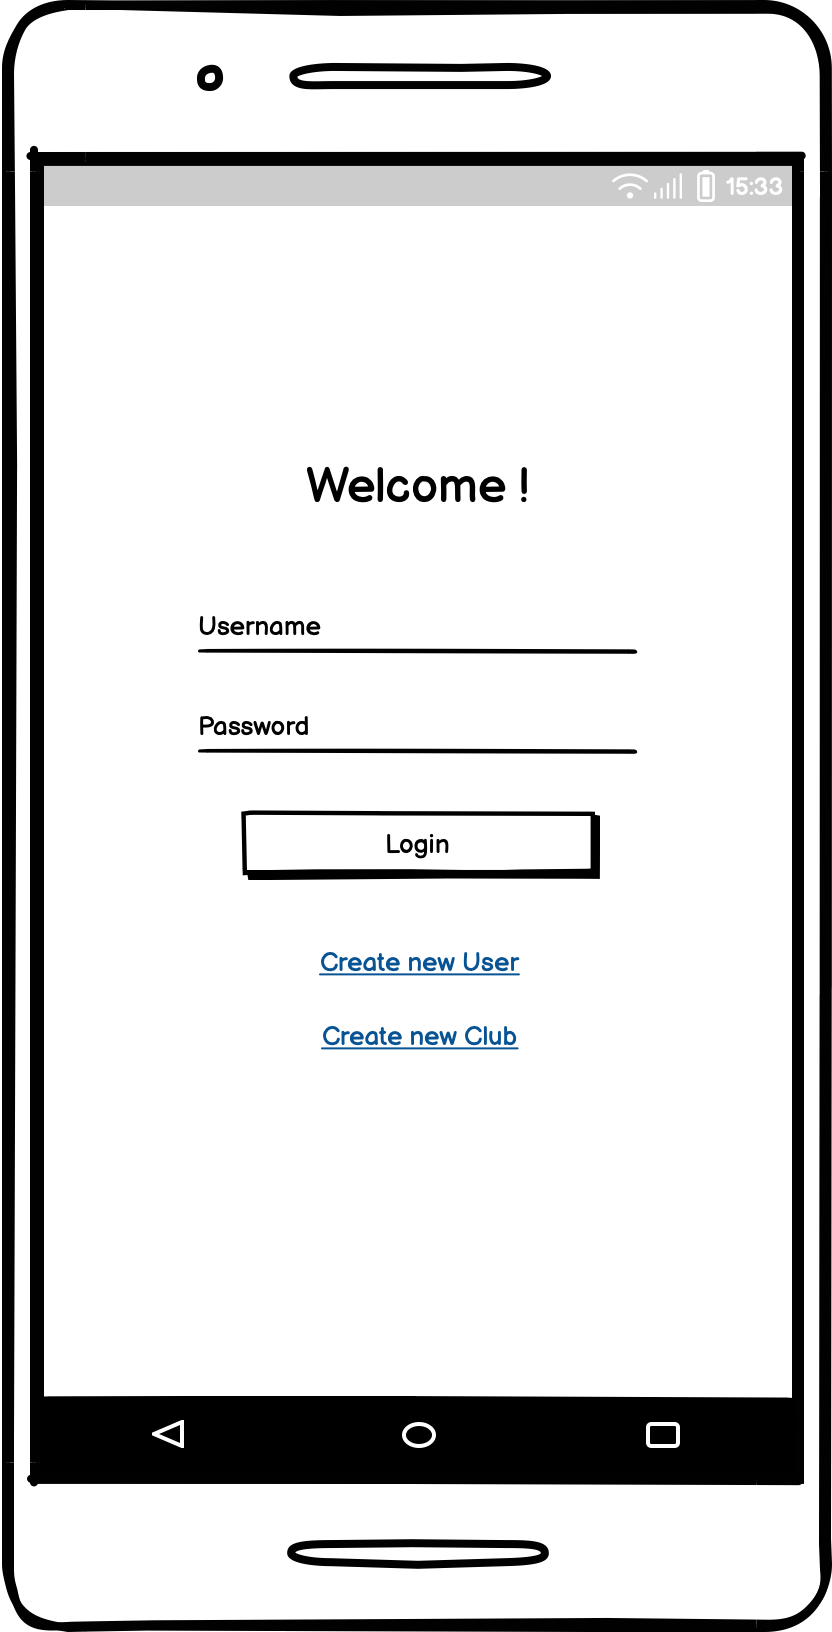 15:33
Welcome !
Username
Password
Login
Create new User
Create new Club